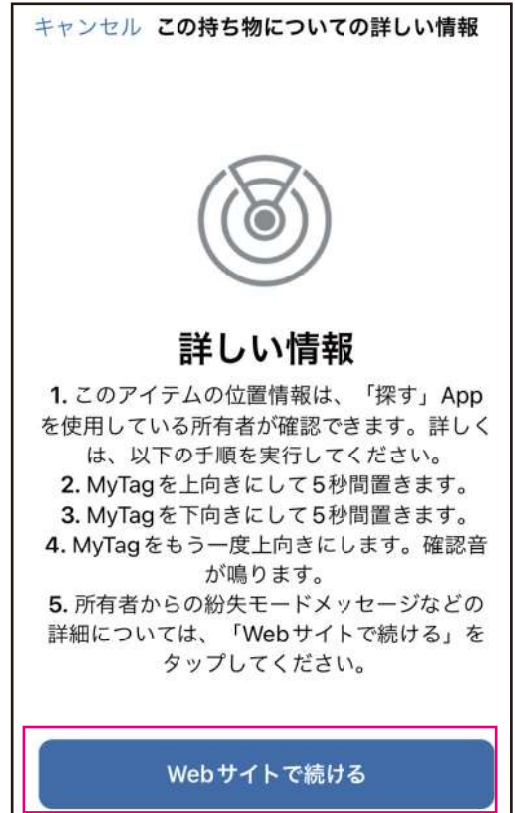 キャンセル この持ち物についての詳しい情報
詳しい情報
1. このアイテムの位置情報は、「探す」App
を使用している所有者が確認できます。詳しく
は、以下の手順を実行してください。
2. MyTagを上向きにして5秒間置きます。
3. MyTagを下向きにして5秒間置きます。
4. MyTagをもう一度上向きにします。確認音
が鳴ります。
5. 所有者からの紛失モードメッセージなどの
詳細については、「Webサイトで続ける」を
タップしてください。
Webサイトで続ける